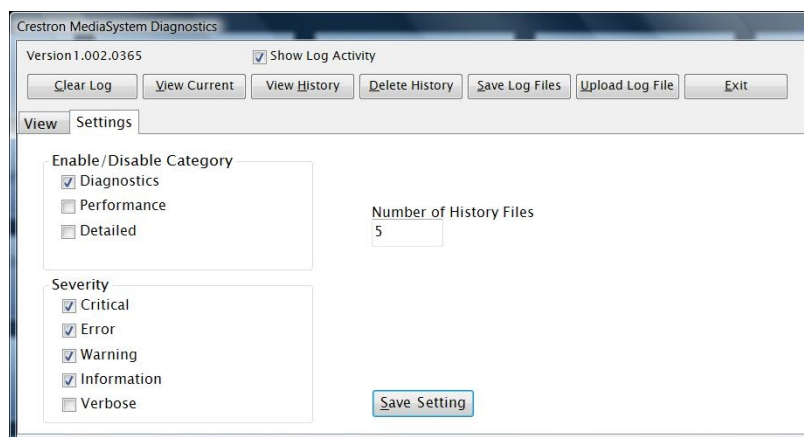 Crestron MediaSystem Diagnostics
Version1.002.0365 Show Log Activity
Clear Log View Current View History Delete History Save Log Files Upload Log File Exit
View Settings
Enable/Disable Category
Diagnostics
Performance
Detailed
Number of History Files
5
Severity
Critical
Error
Warning
Information
Verbose
Save Setting